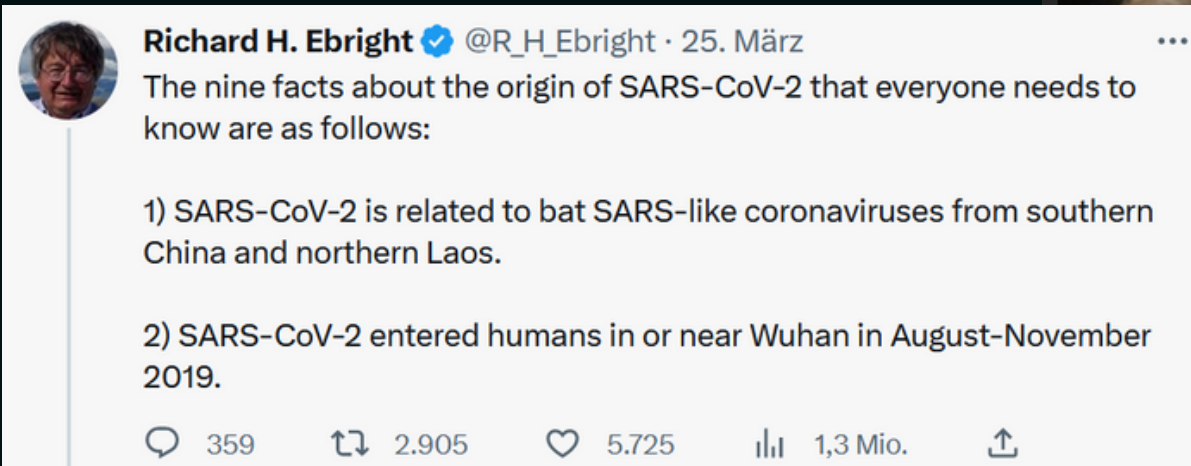 Richard H. Ebright @R_H_Ebright · 25. März
The nine facts about the origin of SARS-CoV-2 that everyone needs to
know are as follows:
1) SARS-CoV-2 is related to bat SARS-like coronaviruses from southern
China and northern Laos.
2) SARS-CoV-2 entered humans in or near Wuhan in August-November
2019.
359 2.905 5.725 1,3 Mio.